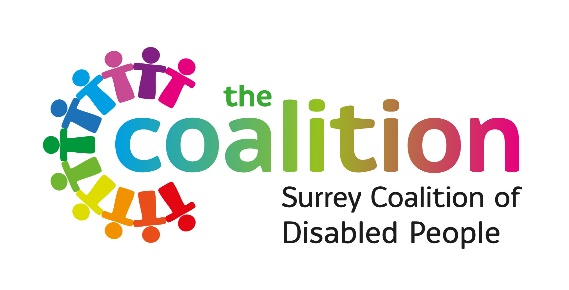 the
coalition
Surrey Coalition of
Disabled People